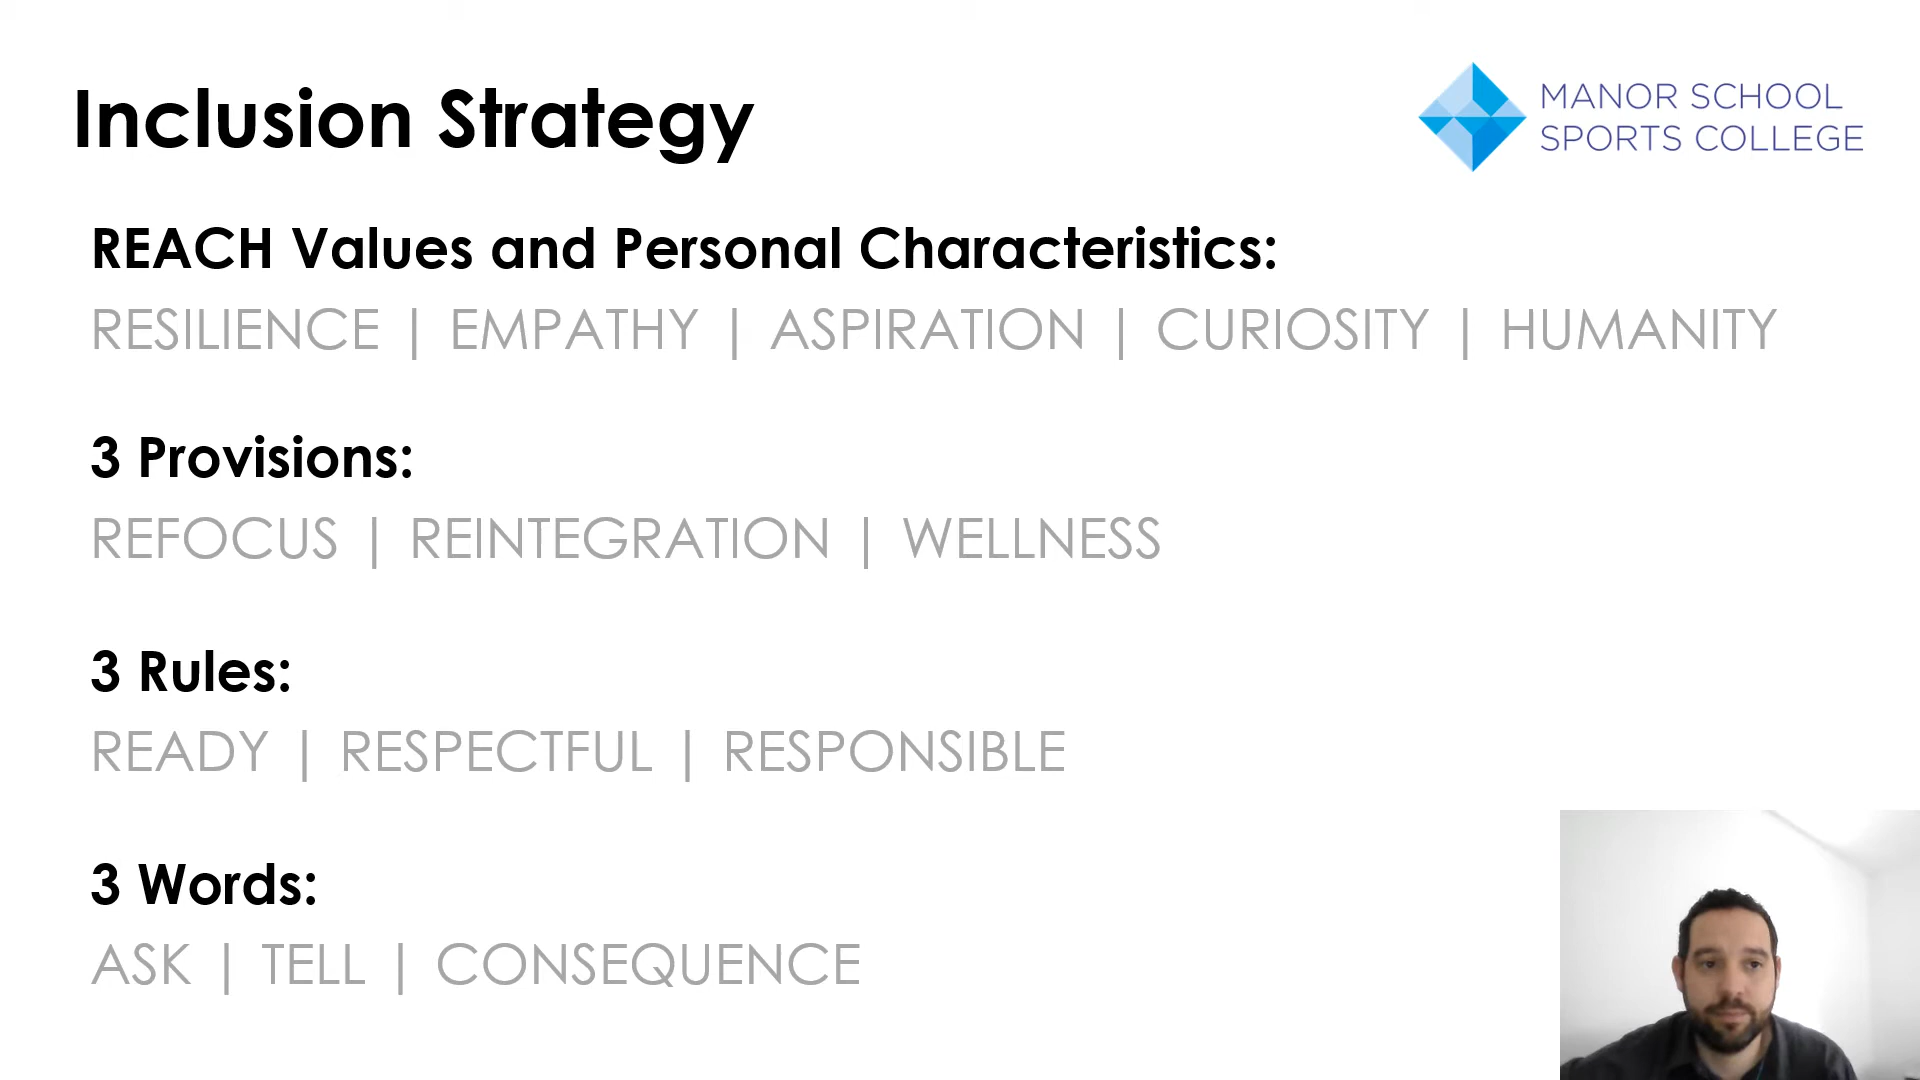 Inclusion Strategy
MANOR SCHOOL
SPORTS COLLEGE
REACH Values and Personal Characteristics:
RESILIENCE | EMPATHY | ASPIRATION | CURIOSITY | HUMANITY
3 Provisions:
REFOCUS | REINTEGRATION | WELLNESS
3 Rules:
READY | RESPECTFUL | RESPONSIBLE
3 Words:
ASK | TELL | CONSEQUENCE